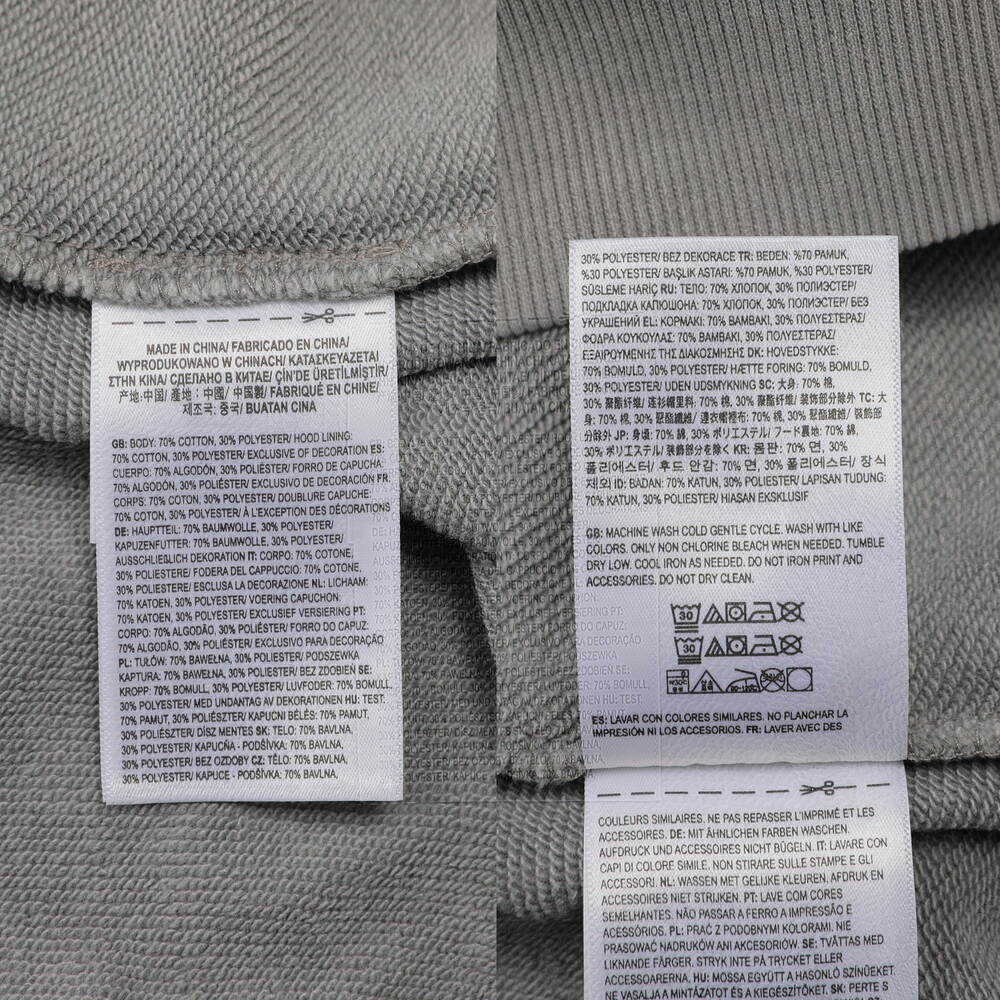 MADE IN CHINA/ FABRICADO EN CHINA/
WYPRODUKOWANO W CHINACH/ ΚΑΤΑΣΚΕΥΑΖΕΤΑΙ
ΣΤΗΝ ΚΙΝΑ/ СДЕЛАНО В КИТАЕ/ ÇİN'DE ÜRETİLMİŞTİR/
产地:中国/ 產地：中國/ 中国製/ FABRIQUÉ EN CHINE/
제조국: 중국/ BUATAN CINA
GB: BODY: 70% COTTON, 30% POLYESTER/ HOOD LINING:
70% COTTON, 30% POLYESTER/ EXCLUSIVE OF DECORATION ES:
CUERPO: 70% ALGODÓN, 30% POLIÉSTER/ FORRO DE CAPUCHA:
70% ALGODÓN, 30% POLIÉSTER/ EXCLUSIVO DE DECORACIÓN FR:
CORPS: 70% COTON, 30% POLYESTER/ DOUBLURE CAPUCHE:
70% COTON, 30% POLYESTER/ À L'EXCEPTION DES DÉCORATIONS
DE: HAUPTTEIL: 70% BAUMWOLLE, 30% POLYESTER/
KAPUZENFUTTER: 70% BAUMWOLLE, 30% POLYESTER/
AUSSCHLIEẞLICH DEKORATION IT: CORPO: 70% COTONE,
30% POLIESTERE/ FODERA DEL CAPPUCCIO: 70% COTONE,
30% POLIESTERE/ ESCLUSA LA DECORAZIONE NL: LICHAAM:
70% KATOEN, 30% POLYESTER/ VOERING CAPUCHON:
70% KATOEN, 30% POLYESTER/ EXCLUSIEF VERSIERING PT:
CORPO: 70% ALGODÃO, 30% POLIÉSTER/ FORRO DO CAPUZ:
70% ALGODÃO, 30% POLIÉSTER/ EXCLUSIVO PARA DECORAÇÃO
PL: TUŁÓW: 70% BAWEŁNA, 30% POLIESTER/ PODSZEWKA
KAPTURA: 70% BAWEŁNA, 30% POLIESTER/ BEZ ZDOBIEŃ SE:
KROPP: 70% BOMULL, 30% POLYESTER/ LUVFODER: 70% BOMULL,
30% POLYESTER/ MED UNDANTAG AV DEKORATIONEN HU: TEST:
70% PAMUT, 30% POLIÉSZTER/ KAPUCNI BÉLÉS: 70% PAMUT,
30% POLIÉSZTER/ DÍSZ MENTES SK: TELO: 70% BAVLNA,
30% POLYESTER/ KAPUCŇA - PODŠÍVKA: 70% BAVLNA,
30% POLYESTER/ BEZ OZDOBY CZ: TĚLO: 70% BAVLNA,
30% POLYESTER/ KAPUCE - PODŠÍVKA: 70% BAVLNA,
30% POLYESTER/ BEZ DEKORACE TR: BEDEN: %70 PAMUK,
%30 POLYESTER/ BAŞLIK ASTARI: %70 PAMUK, %30 POLYESTER/
SÜSLEME HARİÇ RU: ТЕЛО: 70% ХЛОПОК, 30% ПОЛИЭСТЕР/
ПОДКЛАДКА КАПЮШОНА: 70% ХЛОПОК, 30% ПОЛИЭСТЕР/ БЕЗ
УКРАШЕНИЙ EL: ΚΟΡΜΑΚΙ: 70% ΒΑΜΒΑΚΙ, 30% ΠΟΛΥΕΣΤΕΡΑΣ/
ΦΟΔΡΑ ΚΟΥΚΟΥΛΑΣ: 70% ΒΑΜΒΑΚΙ, 30% ΠΟΛΥΕΣΤΕΡΑΣ/
ΕΞΑΙΡΟΥΜΕΝΗΣ ΤΗΣ ΔΙΑΚΟΣΜΗΣΗΣ DK: HOVEDSTYKKE:
70% BOMULD, 30% POLYESTER/ HÆTTE FORING: 70% BOMULD,
30% POLYESTER/ UDEN UDSMYKNING SC: 大身: 70% 棉,
30% 聚酯纤维/ 连衫帽里料: 70% 棉, 30% 聚酯纤维/ 装饰部分除外 TC: 大
身: 70% 棉, 30% 聚酯纖維/ 連衣帽裡布: 70% 棉, 30% 聚酯纖維/ 裝飾部
分除外 JP: 身頃: 70% 綿, 30% ポリエステル/ フード裏地: 70% 綿,
30% ポリエステル/ 装飾部分を除く KR: 몸판: 70% 면, 30%
폴리에스터/ 후드 안감: 70% 면, 30% 폴리에스터/ 장식
제외 ID: BADAN: 70% KATUN, 30% POLIESTER/ LAPISAN TUDUNG:
70% KATUN, 30% POLIESTER/ HIASAN EKSKLUSIF
GB: MACHINE WASH COLD GENTLE CYCLE. WASH WITH LIKE
COLORS. ONLY NON CHLORINE BLEACH WHEN NEEDED. TUMBLE
DRY LOW. COOL IRON AS NEEDED. DO NOT IRON PRINT AND
ACCESSORIES. DO NOT DRY CLEAN.
30
30
ES: LAVAR CON COLORES SIMILARES. NO PLANCHAR LA
IMPRESIÓN NI LOS ACCESORIOS. FR: LAVER AVEC DES
COULEURS SIMILAIRES. NE PAS REPASSER L'IMPRIMÉ ET LES
ACCESSOIRES. DE: MIT ÄHNLICHEN FARBEN WASCHEN.
AUFDRUCK UND ACCESSOIRES NICHT BÜGELN. IT: LAVARE CON
CAPI DI COLORE SIMILE. NON STIRARE SULLE STAMPE E GLI
ACCESSORI. NL: WASSEN MET GELIJKE KLEUREN. AFDRUK EN
ACCESSOIRES NIET STRIJKEN. PT: LAVE COM CORES
SEMELHANTES. NÃO PASSAR A FERRO A IMPRESSÃO E
ACESSÓRIOS. PL: PRAĆ Z PODOBNYMI KOLORAMI. NIE
PRASOWAĆ NADRUKÓW ANI AKCESORIÓW. SE: TVÄTTAS MED
LIKNANDE FÄRGER. STRYK INTE PÅ TRYCKET ELLER
ACCESSOARERNA. HU: MOSSA EGYÜTT A HASONLÓ SZÍNŰEKET.
NE VASALJA A MINTÁZATOT ÉS A KIEGÉSZÍTŐKET. SK: PERTE S